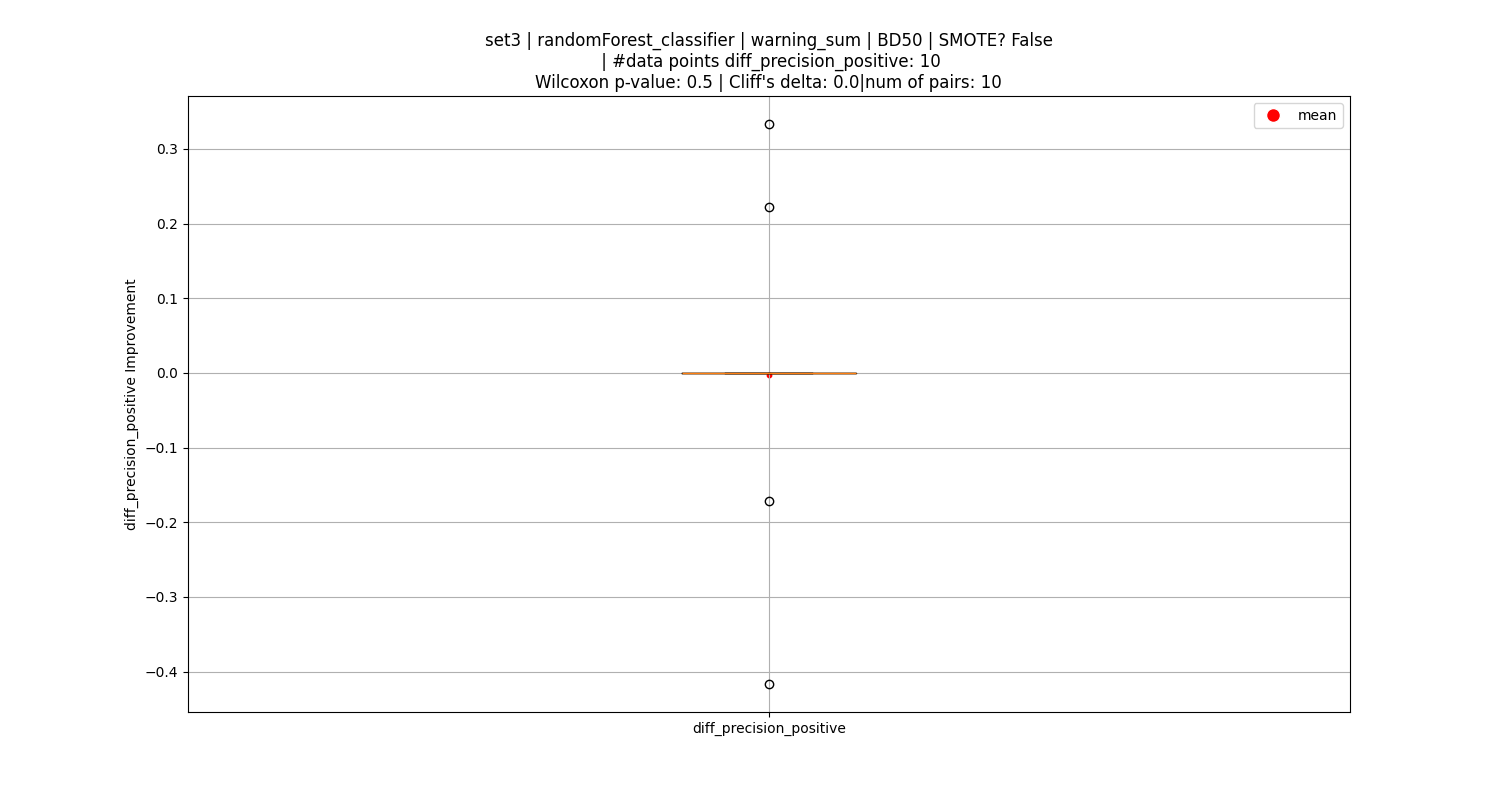 set3 | randomForest_classifier | warning_sum | BD50 | SMOTE? False
| #data points diff_precision_positive: 10
Wilcoxon p-value: 0.5 | Cliff's delta: 0.0|num of pairs: 10
mean
0.3
0.2
0.1
0.0
−0.1
−0.2
−0.3
−0.4
diff_precision_positive Improvement
diff_precision_positive